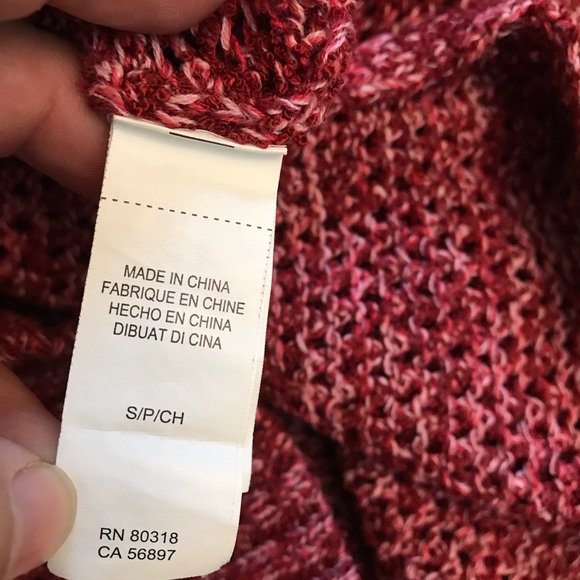 MADE IN CHINA
FABRIQUE EN CHINE
HECHO EN CHINA
DIBUAT DI CINA
S/P/CH
RN 80318
CA 56897